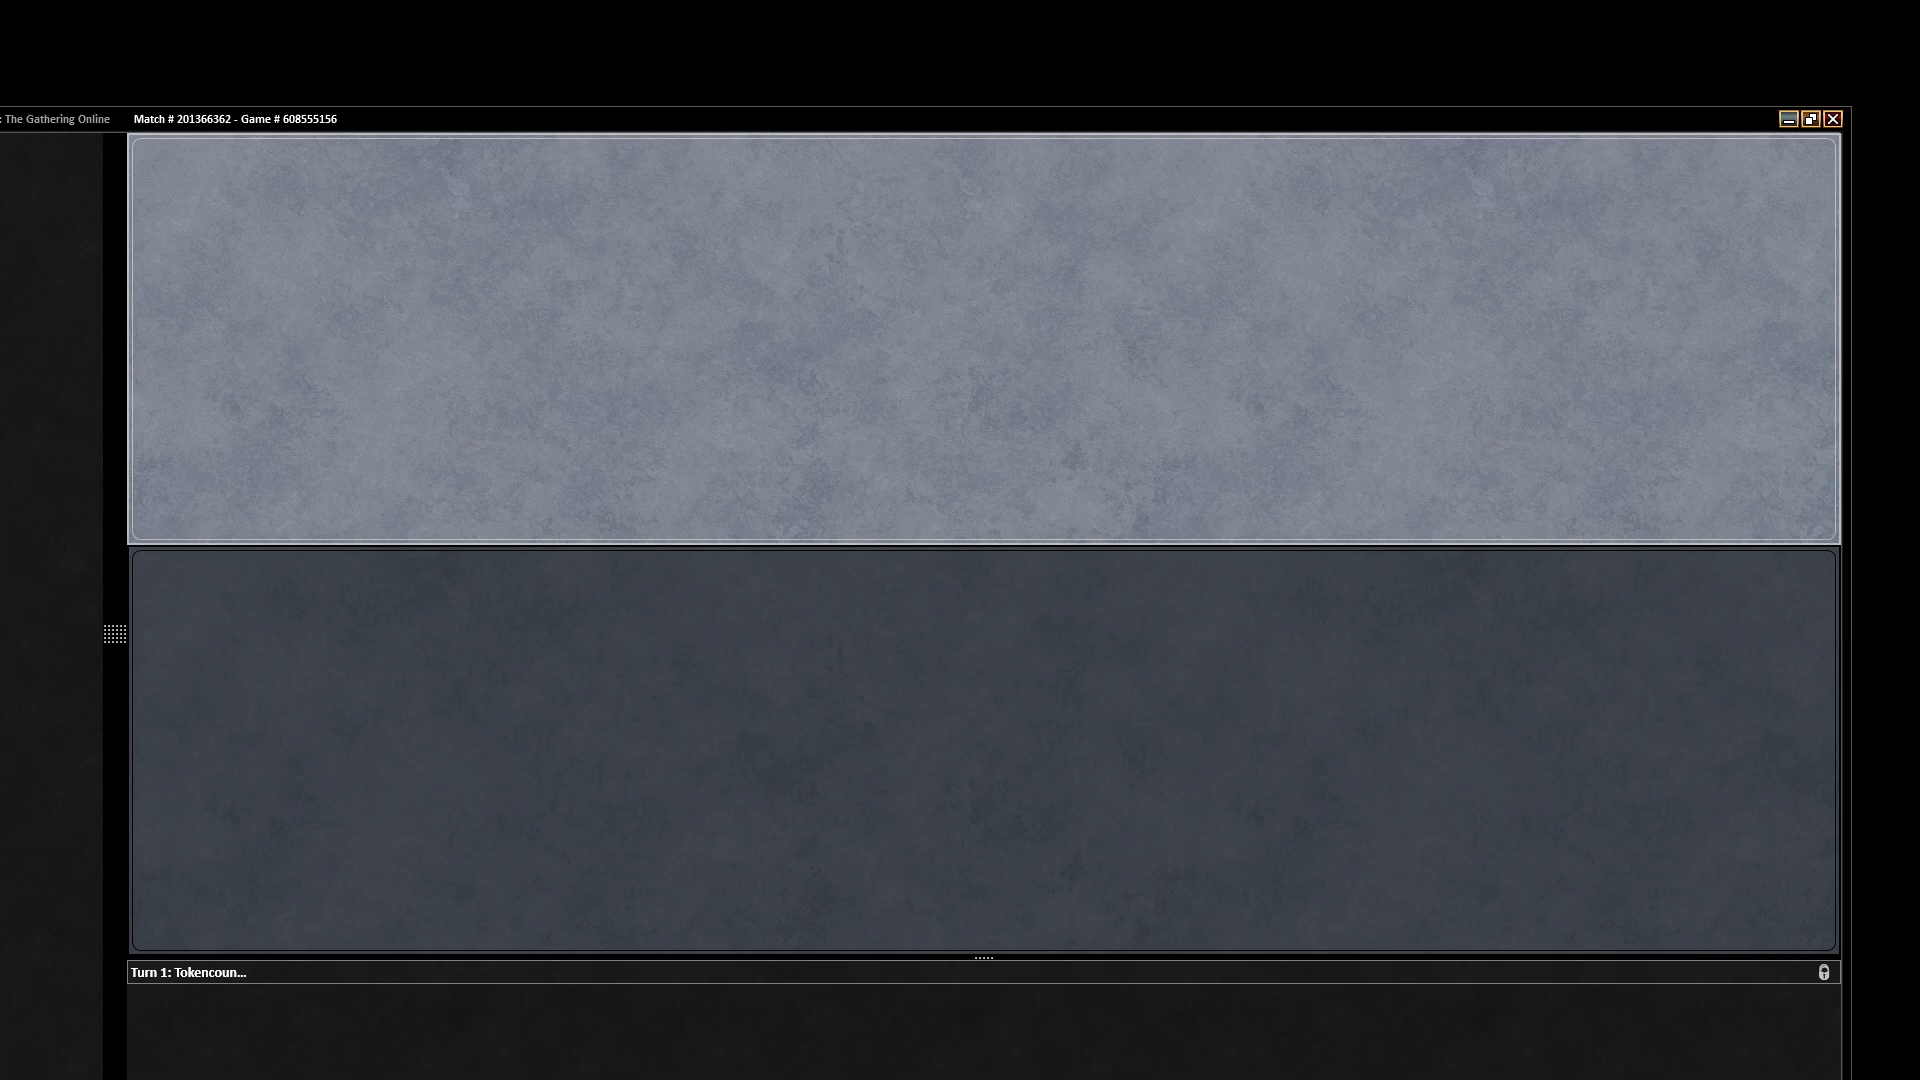 : The Gathering Online
Match # 201366362 - Game # 608555156
Turn 1: Tokencoun...